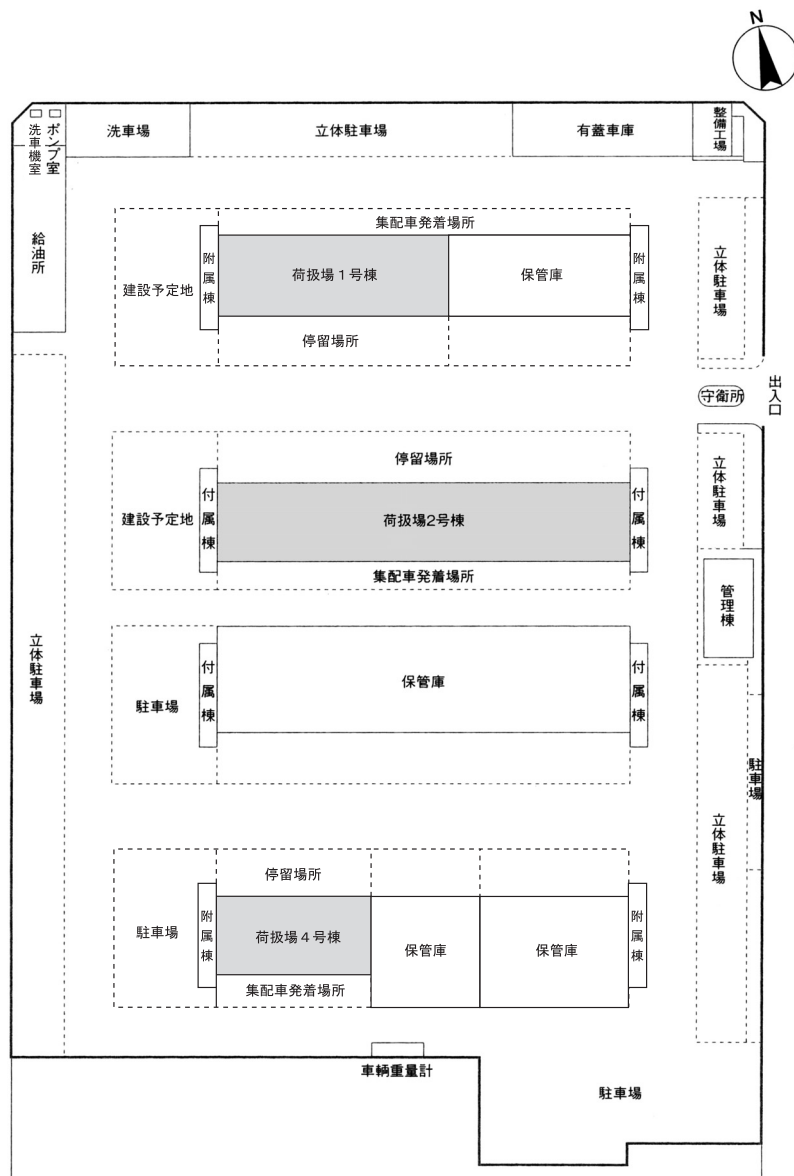 N
ポンプ室
洗車機室
洗車場
立体駐車場
有蓋車庫
整備工場
給油所
集配車発着場所
附属棟
荷扱場1号棟
保管庫
附属棟
建設予定地
停留場所
立体駐車場
守衛所
出入口
停留場所
付属棟
建設予定地
荷扱場2号棟
付属棟
集配車発着場所
立体駐車場
管理棟
立体駐車場
付属棟
駐車場
保管庫
付属棟
駐車場
立体駐車場
停留場所
駐車場
附属棟
荷扱場4号棟
保管庫
保管庫
附属棟
集配車発着場所
車輌重量計
駐車場